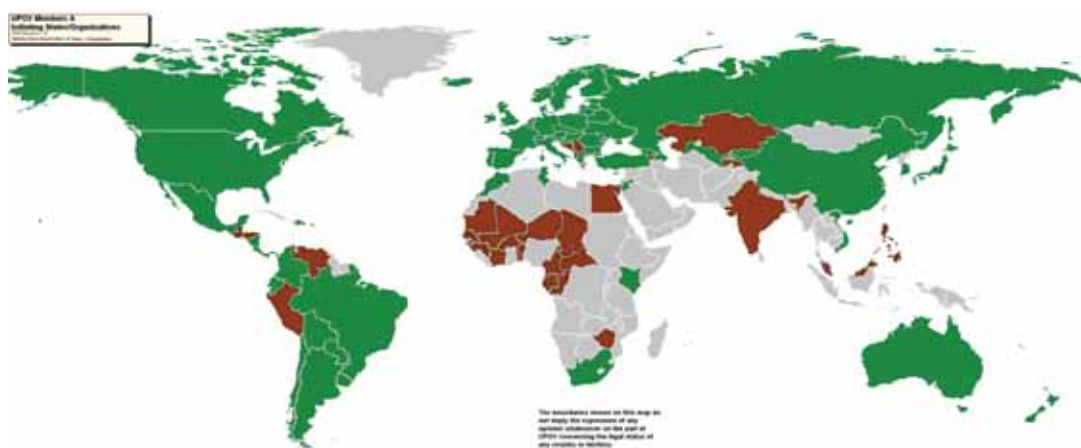 UPOV Members &
Initiating States/Organizations
The boundaries shown on this map do
not imply the expression of any
opinion whatsoever on the part of
UPOV concerning the legal status of
any country or territory.